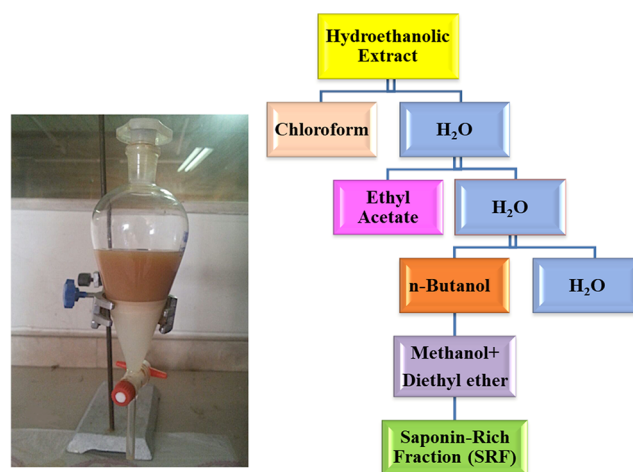 Hydroethanolic
Extract
Chloroform
H₂O
Ethyl
Acetate
H₂O
n-Butanol
H₂O
Methanol+
Diethyl ether
Saponin-Rich
Fraction (SRF)